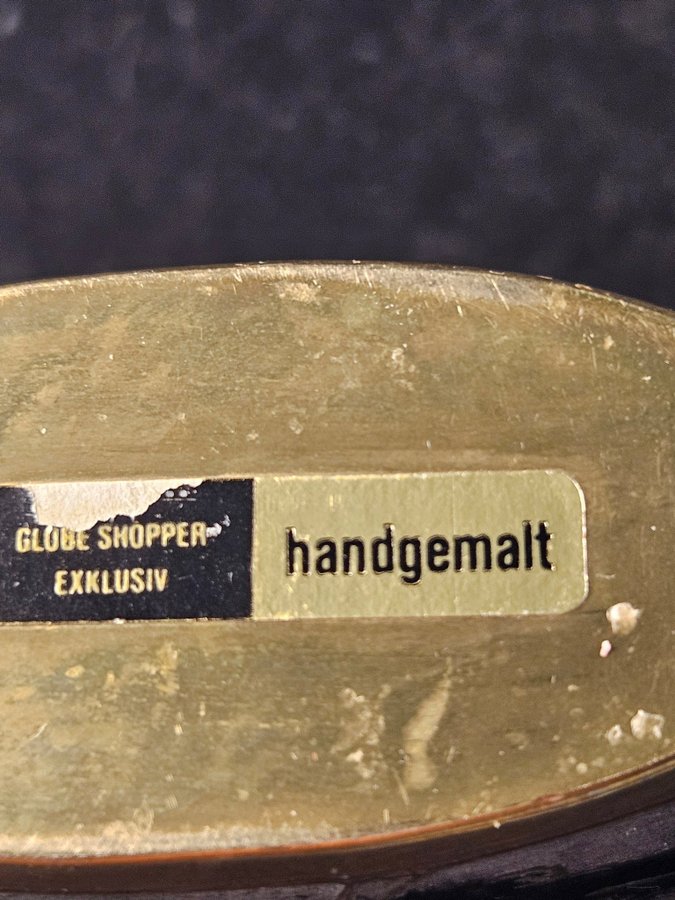 GLOBE SHOPPER
EXKLUSIV
handgemalt